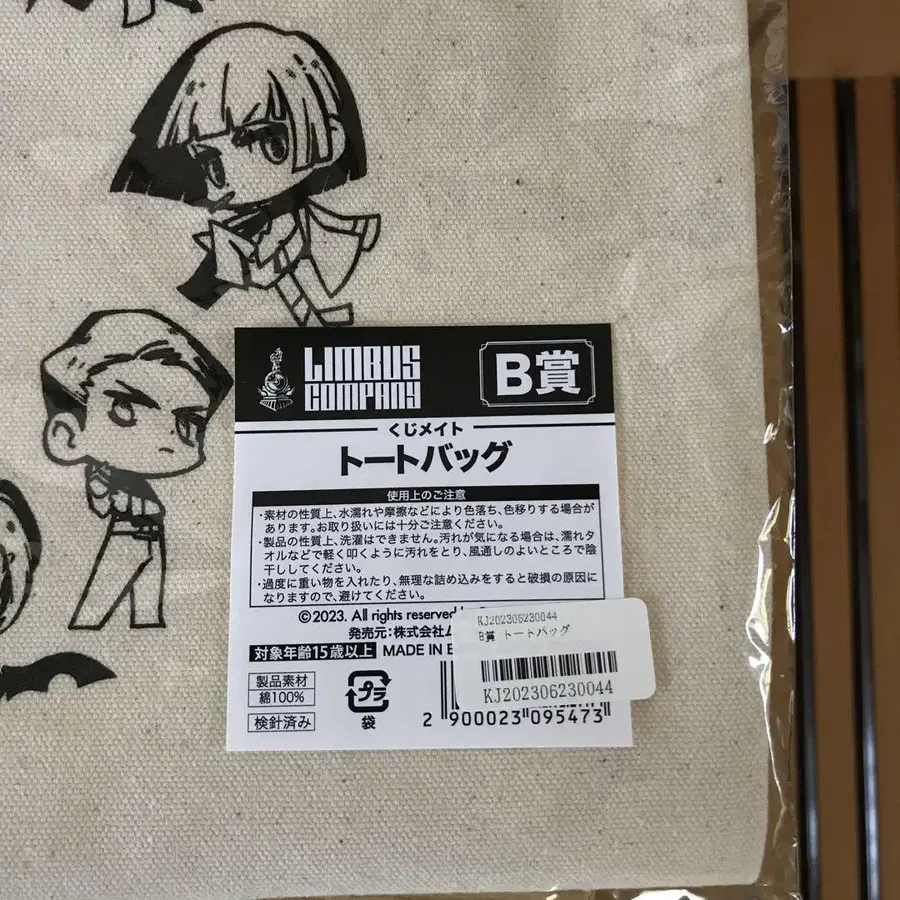 LIMBUS COMPANY
B賞
くじメイト
トートバッグ
使用上のご注意
・素材の性質上、水濡れや摩擦などにより色落ち、色移りする場合が
あります。お取り扱いには十分ご注意ください。
・製品の性質上、洗濯はできません。汚れが気になる場合は、濡れタ
オルなどで軽く叩くように汚れをとり、風通しのよいところで陰
干ししてください。
・過度に重い物を入れたり、無理な詰め込みをすると破損の原因に
なりますので、避けてください。
©2023. All rights reserved
発売元:株式会社ム
対象年齢15歳以上 MADE IN
製品素材
綿100%
検針済み
プラ
袋
KJ202306230044
B賞 トートバッグ
KJ202306230044
2 900023 095473